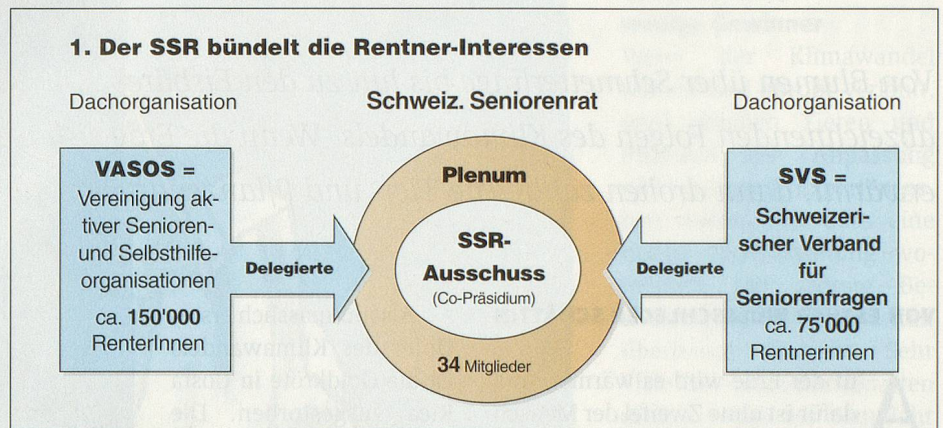 1. Der SSR bündelt die Rentner-Interessen
Dachorganisation
VASOS =
Vereinigung ak-
tiver Senioren-
und Selbsthilfe-
organisationen
ca. 150'000
RenterInnen
Delegierte
Schweiz. Seniorenrat
Plenum
SSR-
Ausschuss
(Co-Präsidium)
34 Mitglieder
Delegierte
Dachorganisation
SVS =
Schweizeri-
scher Verband
für
Seniorenfragen
ca. 75'000
Rentnerinnen